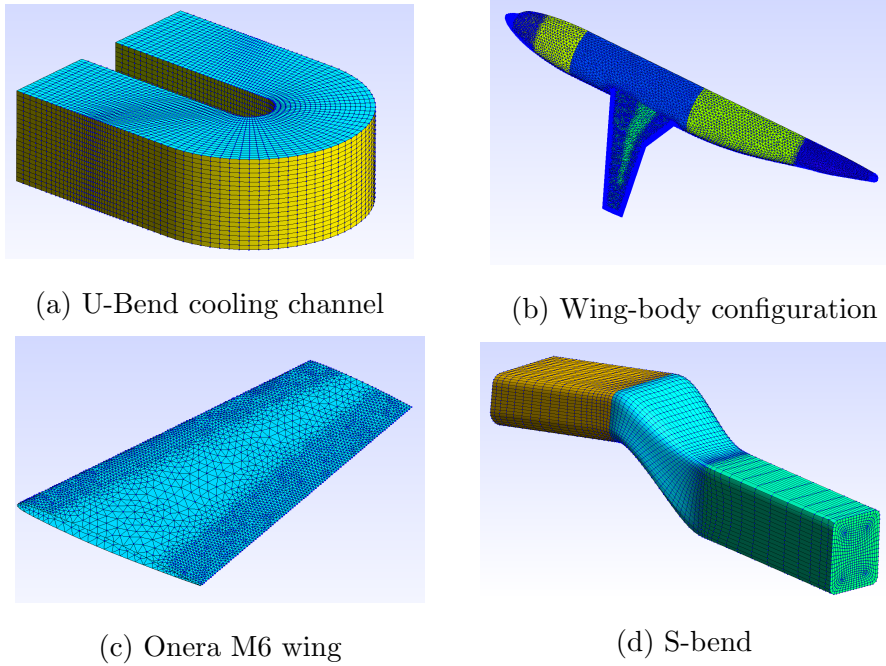 (a) U-Bend cooling channel
(b) Wing-body configuration
(c) Onera M6 wing
(d) S-bend